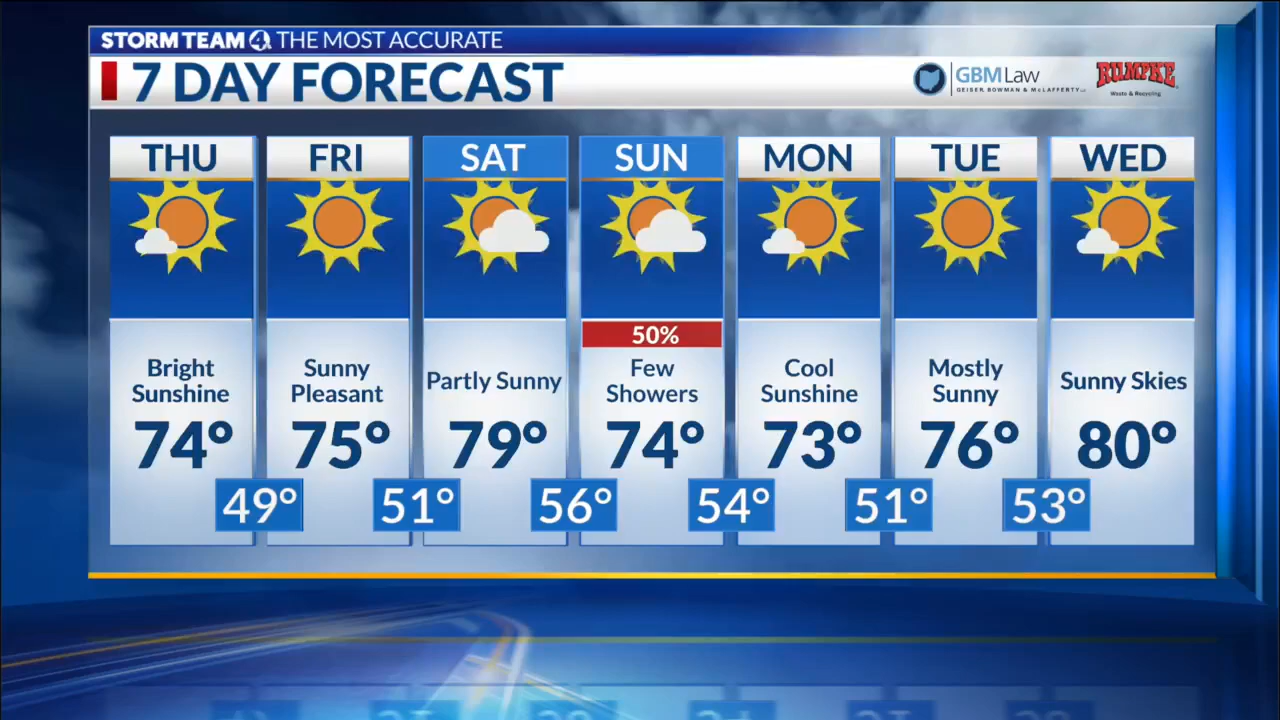 STORM TEAM 4 THE MOST ACCURATE
7 DAY FORECAST
GBM Law
GEISER, BOWMAN & McLAFFERTY
RUMPKE
Waste & Recycling
THU FRI SAT SUN MON TUE WED
50%
Bright Sunny Partly Sunny Few Cool Mostly Sunny Skies
Sunshine Pleasant Showers Sunshine Sunny
74° 75° 79° 74° 73° 76° 80°
49° 51° 56° 54° 51° 53°